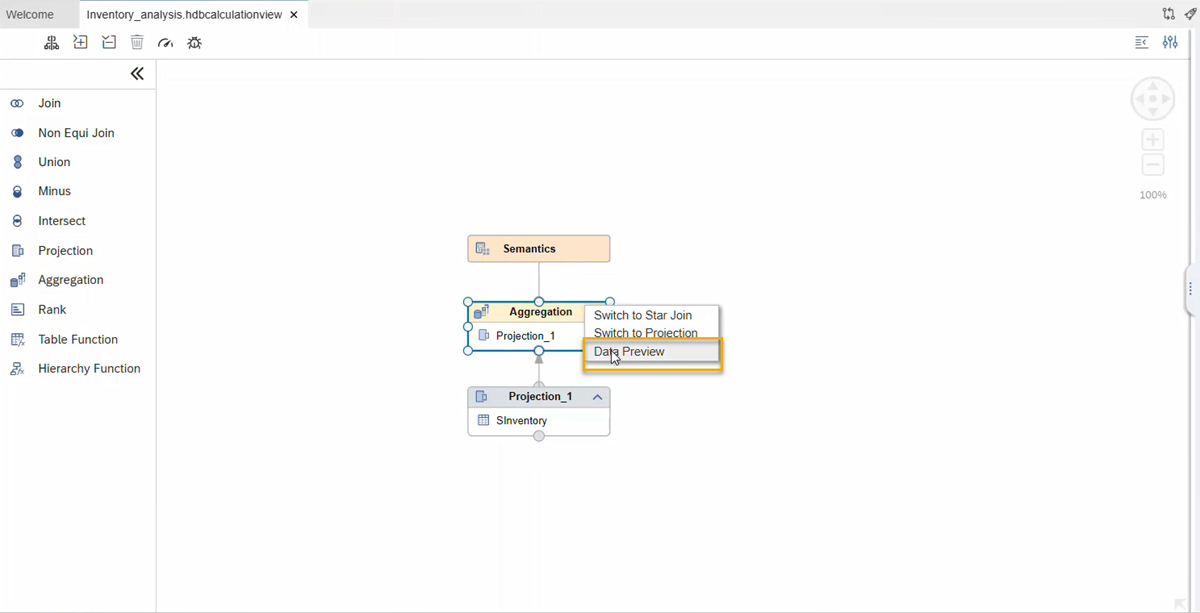 Welcome
Inventory_analysis.hdbcalculationview ×
Join
Non Equi Join
Union
Minus
Intersect
Projection
Aggregation
Rank
Table Function
Hierarchy Function
100%
Semantics
Aggregation
Projection_1
Switch to Star Join
Switch to Projection
Data Preview
Projection_1
SInventory